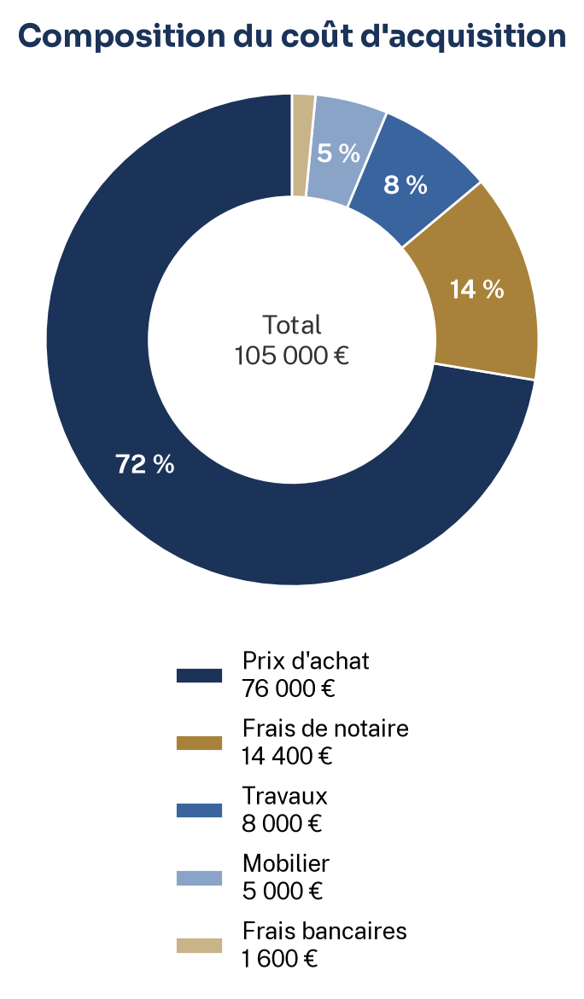 Composition du coût d'acquisition
5 %
8 %
14 %
Total
105 000 €
72 %
Prix d'achat
76 000 €
Frais de notaire
14 400 €
Travaux
8 000 €
Mobilier
5 000 €
Frais bancaires
1 600 €